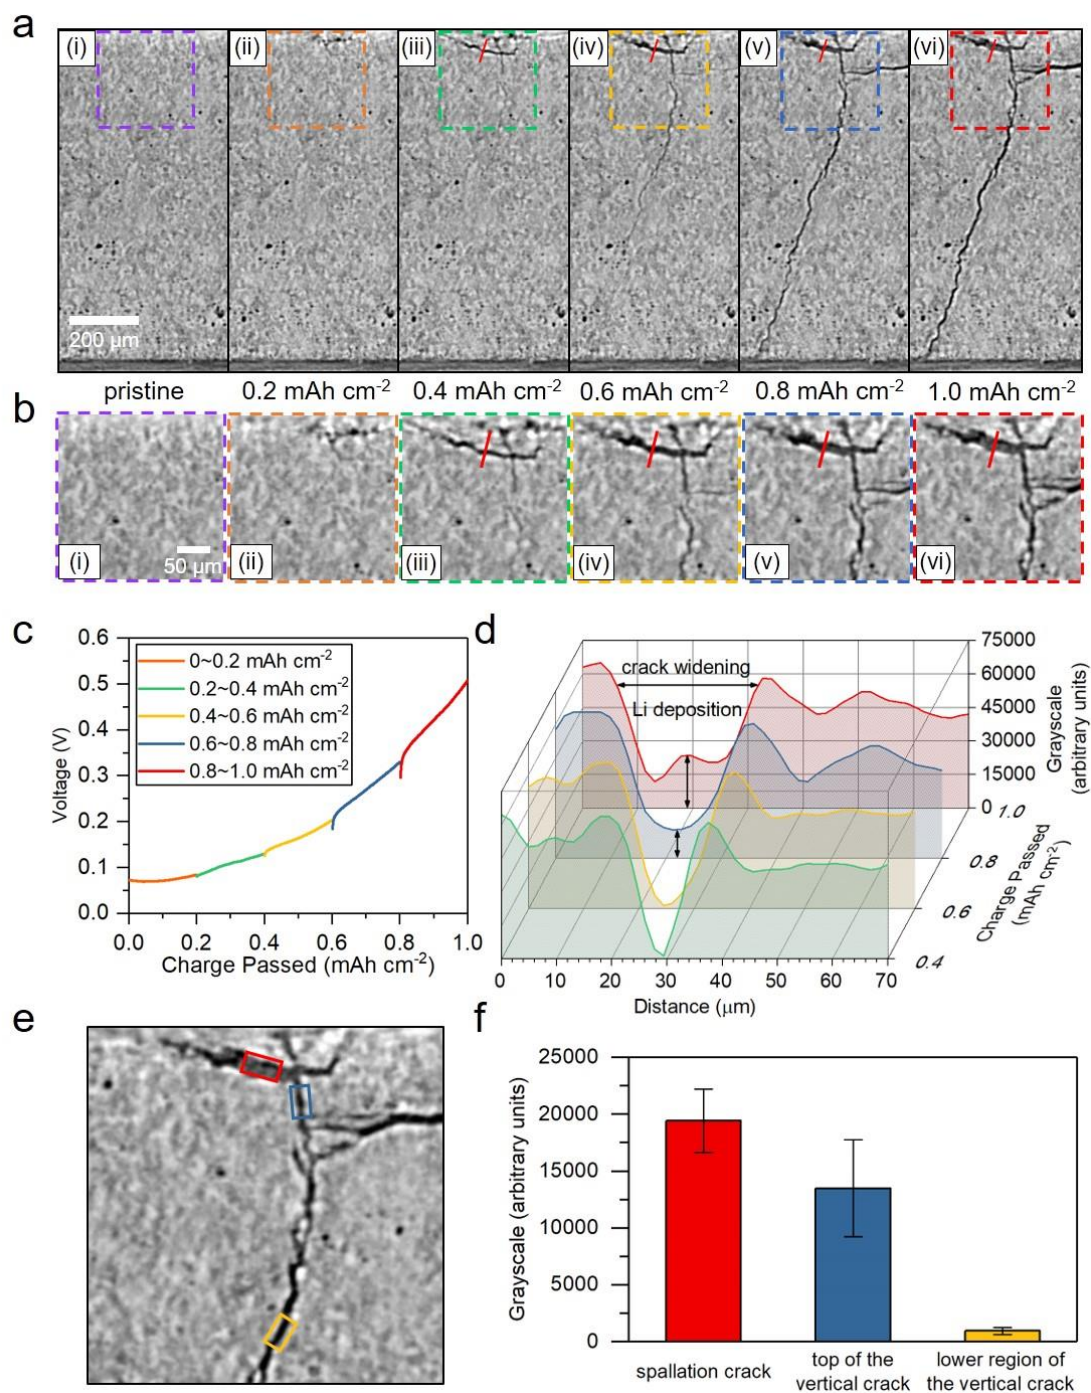 a
(i) (ii) (iii) (iv) (v) (vi)
200 µm
pristine 0.2 mAh cm-2 0.4 mAh cm-2 0.6 mAh cm-2 0.8 mAh cm-2 1.0 mAh cm-2
b
50 µm
(i) (ii) (iii) (iv) (v) (vi)
c
Voltage (V)
0.6
0.5
0.4
0.3
0.2
0.1
0.0
0~0.2 mAh cm-2
0.2~0.4 mAh cm-2
0.4~0.6 mAh cm-2
0.6~0.8 mAh cm-2
0.8~1.0 mAh cm-2
0.0 0.2 0.4 0.6 0.8 1.0
Charge Passed (mAh cm-2)
d
crack widening
Li deposition
75000
60000
45000
30000
15000
0
Grayscale
(arbitrary units)
1.0
0.8
0.6
0.4
Charge Passed
(mAh cm-2)
0 10 20 30 40 50 60 70
Distance (µm)
e
f
Grayscale (arbitrary units)
25000
20000
15000
10000
5000
0
spallation crack
top of the
vertical crack
lower region of
the vertical crack